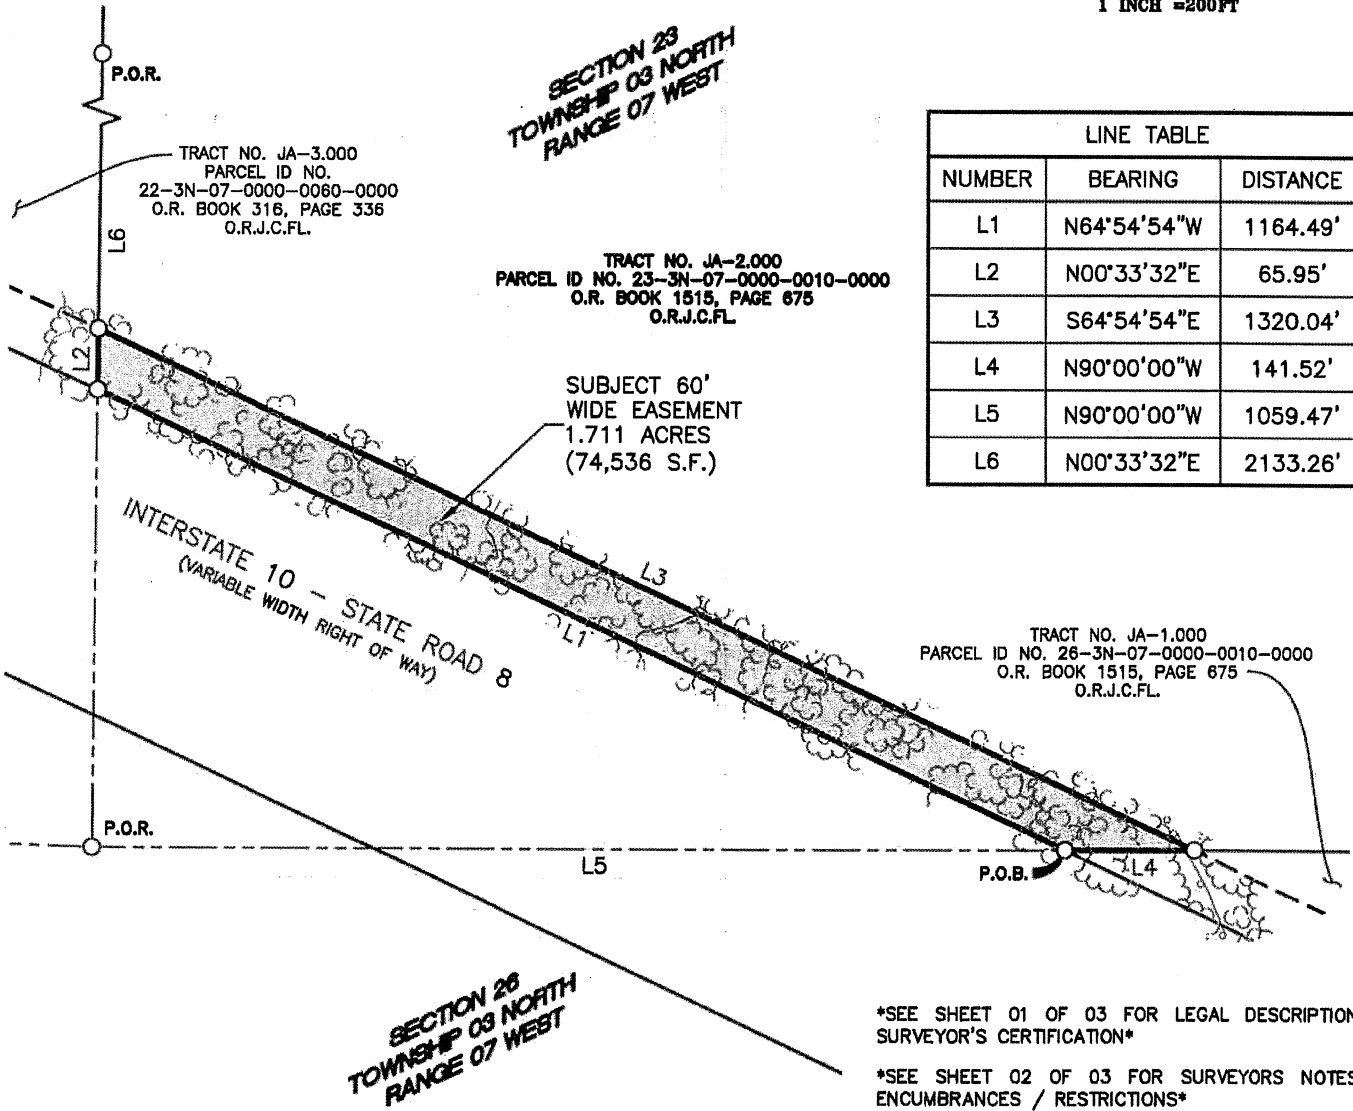 1 INCH =200FT
P.O.R.
SECTION 23
TOWNSHIP 03 NORTH
RANGE 07 WEST
TRACT NO. JA-3.000
PARCEL ID NO.
22-3N-07-0000-0060-0000
O.R. BOOK 316, PAGE 336
O.R.J.C.FL.
L6
LINE TABLE
NUMBER BEARING DISTANCE
L1 N64°54'54"W 1164.49'
L2 N00°33'32"E 65.95'
L3 S64°54'54"E 1320.04'
L4 N90°00'00"W 141.52'
L5 N90°00'00"W 1059.47'
L6 N00°33'32"E 2133.26'
TRACT NO. JA-2.000
PARCEL ID NO. 23-3N-07-0000-0010-0000
O.R. BOOK 1515, PAGE 675
O.R.J.C.FL.
L2
SUBJECT 60'
WIDE EASEMENT
1.711 ACRES
(74,536 S.F.)
INTERSTATE 10 - STATE ROAD 8
(VARIABLE WIDTH RIGHT OF WAY)
L3
L1
TRACT NO. JA-1.000
PARCEL ID NO. 26-3N-07-0000-0010-0000
O.R. BOOK 1515, PAGE 675
O.R.J.C.FL.
P.O.R.
L5
P.O.B.
L4
SECTION 26
TOWNSHIP 03 NORTH
RANGE 07 WEST
*SEE SHEET 01 OF 03 FOR LEGAL DESCRIPTION
SURVEYOR'S CERTIFICATION*
*SEE SHEET 02 OF 03 FOR SURVEYORS NOTES
ENCUMBRANCES / RESTRICTIONS*